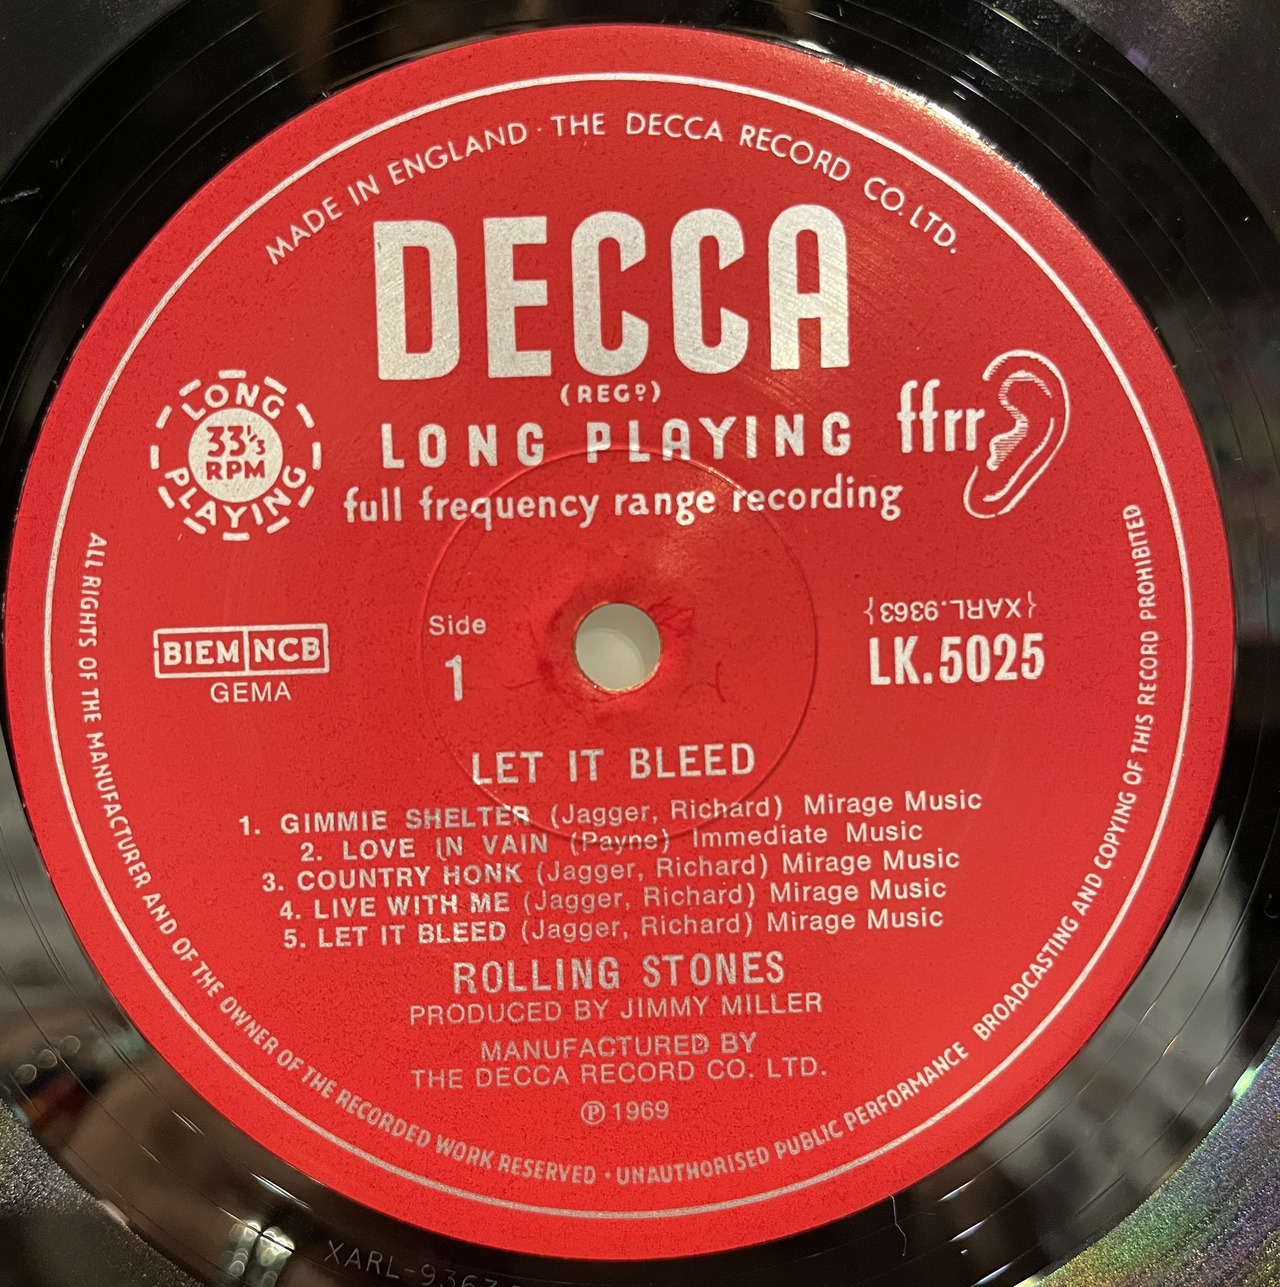 MADE IN ENGLAND · THE DECCA RECORD CO. LTD.
DECCA
(REGD)
LONG PLAYING
33 1/3
RPM
LONG PLAYING
ffrr
full frequency range recording
BIEM NCB
GEMA
Side
1
{XARL.9363}
LK.5025
LET IT BLEED
1. GIMMIE SHELTER (Jagger, Richard) Mirage Music
2. LOVE IN VAIN (Payne) Immediate Music
3. COUNTRY HONK (Jagger, Richard) Mirage Music
4. LIVE WITH ME (Jagger, Richard) Mirage Music
5. LET IT BLEED (Jagger, Richard) Mirage Music
ROLLING STONES
PRODUCED BY JIMMY MILLER
MANUFACTURED BY
THE DECCA RECORD CO. LTD.
℗ 1969
ALL RIGHTS OF THE MANUFACTURER AND OF THE OWNER OF THE RECORDED WORK RESERVED · UNAUTHORISED PUBLIC PERFORMANCE BROADCASTING AND COPYING OF THIS RECORD PROHIBITED